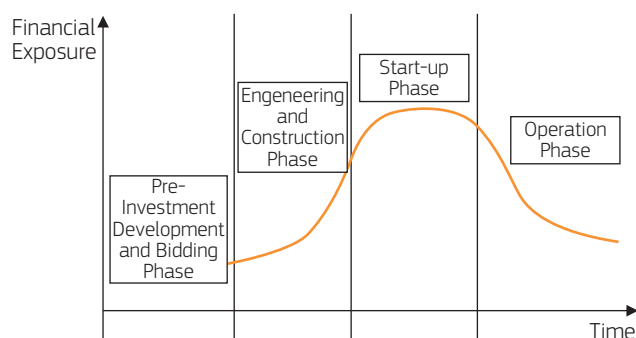 Financial
Exposure
Start-up
Phase
Engeneering
and
Construction
Phase
Operation
Phase
Pre-
Investment
Development
and Bidding
Phase
Time